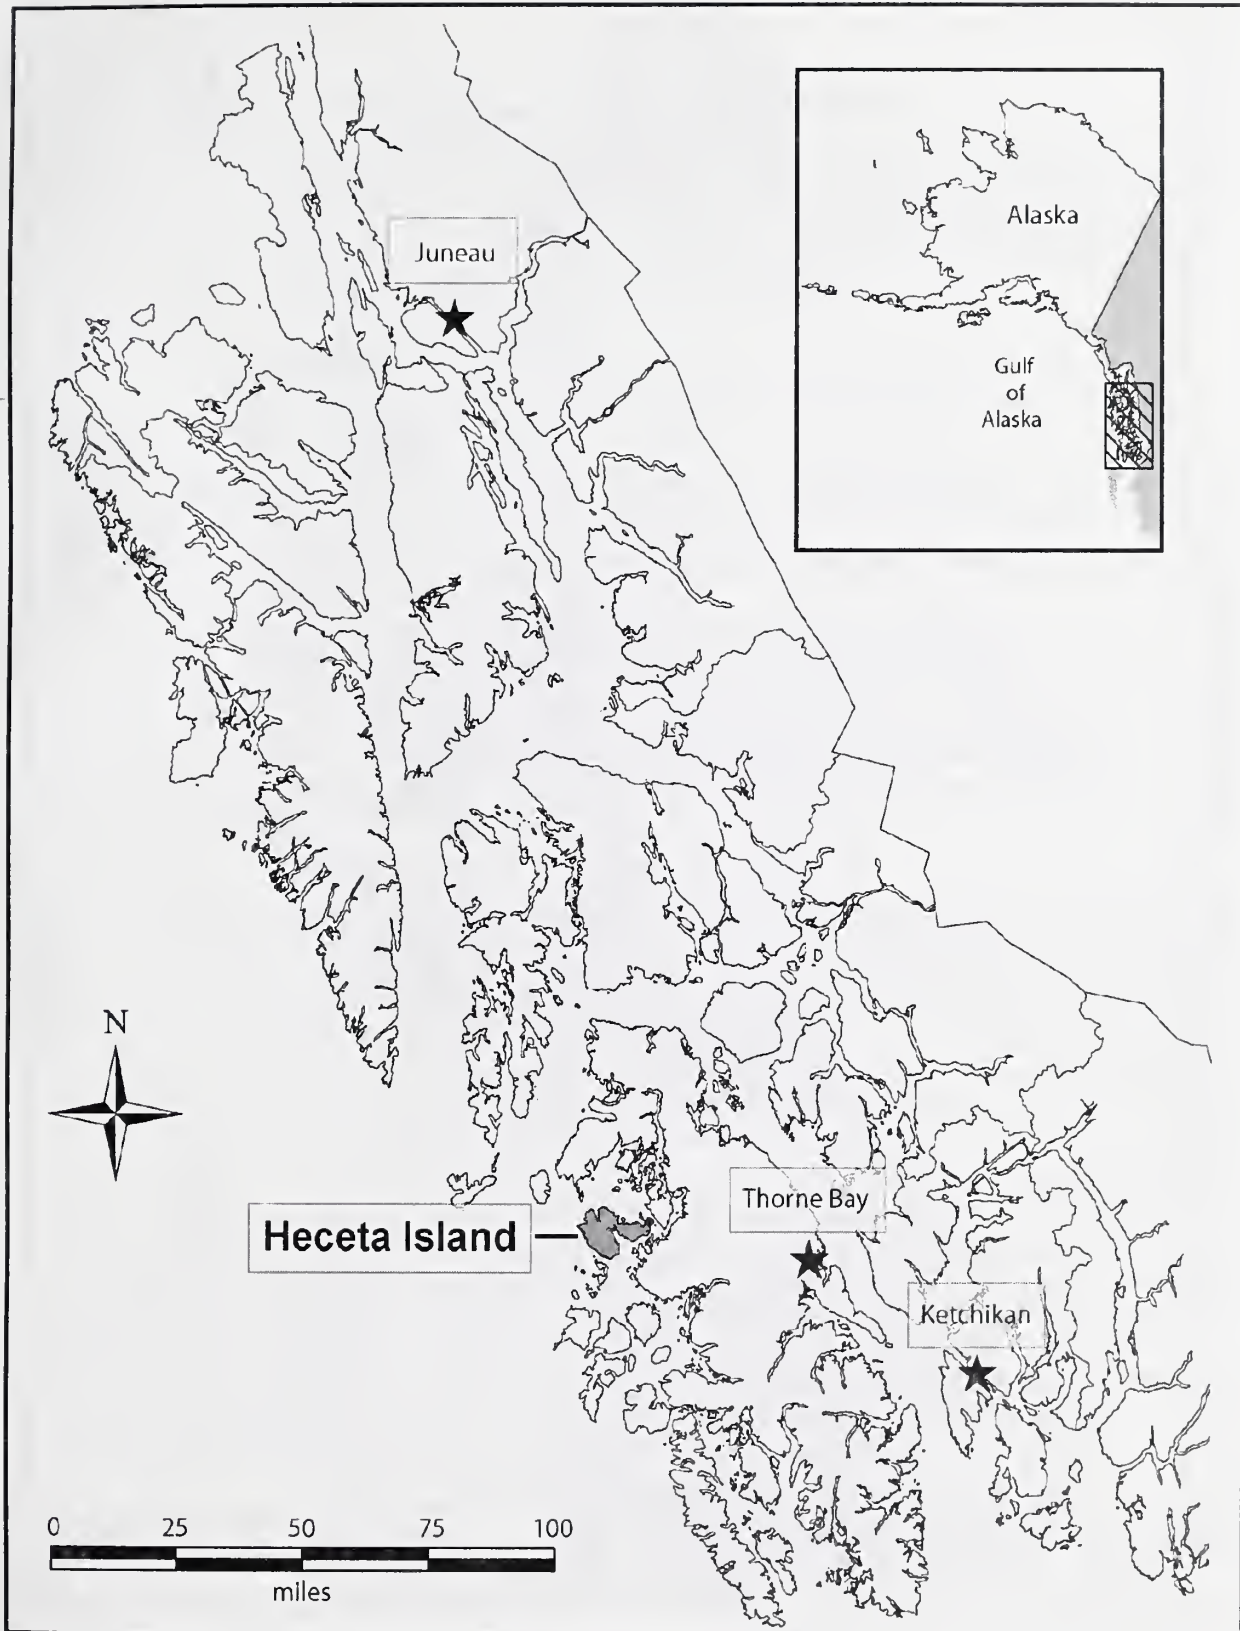 Juneau
Alaska
Gulf
of
Alaska
N
Thorne Bay
Heceta Island
Ketchikan
0 25 50 75 100
miles